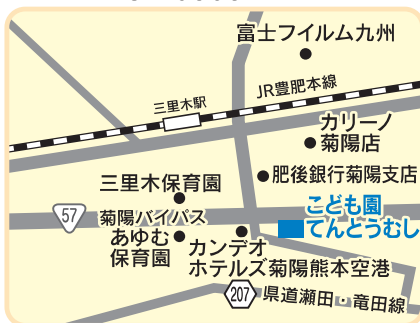 富士フイルム九州
JR豊肥本線
三里木駅
カリーノ
菊陽店
肥後銀行菊陽支店
三里木保育園
こども園
てんどうむし
57
菊陽バイパス
あゆむ
保育園
カンデオ
ホテルズ菊陽熊本空港
207
県道瀬田・竜田線